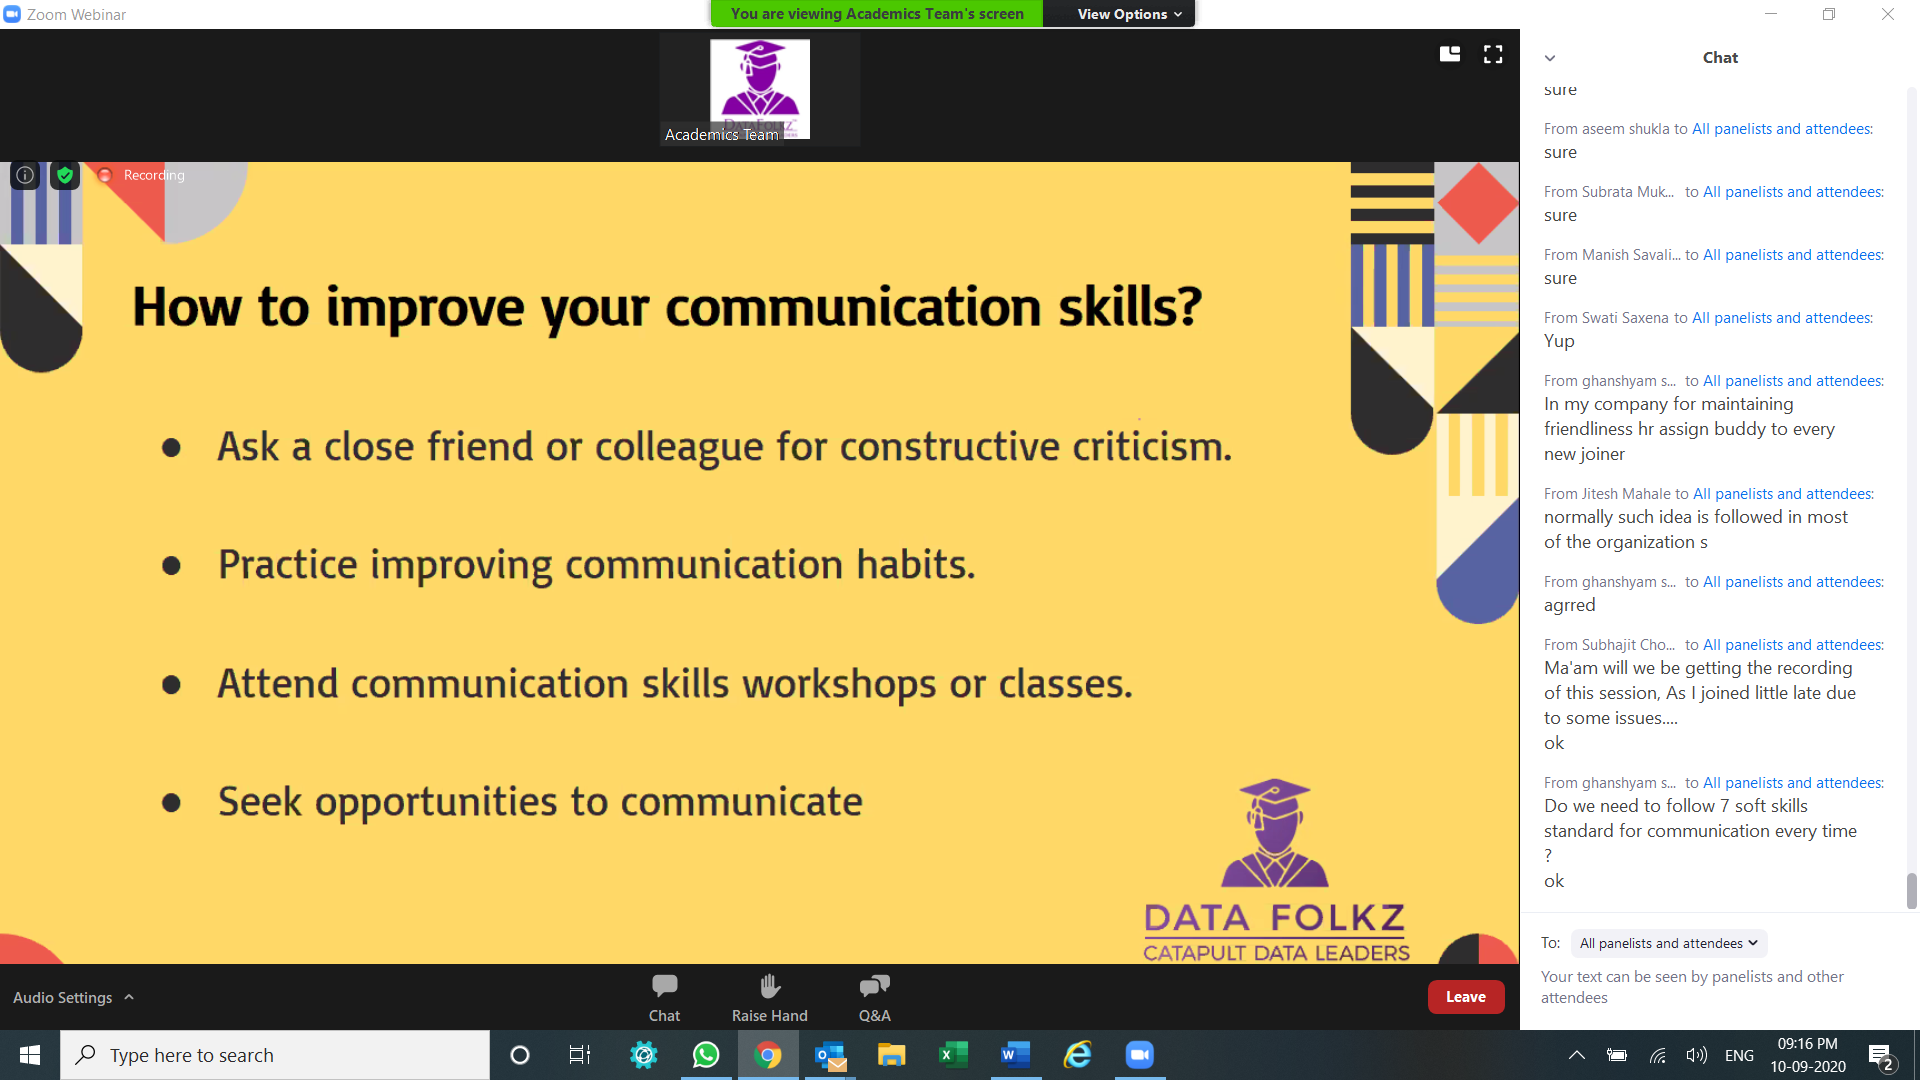 Zoom Webinar
You are viewing Academics Team's screen
View Options
Academics Team
Recording
How to improve your communication skills?
● Ask a close friend or colleague for constructive criticism.
● Practice improving communication habits.
● Attend communication skills workshops or classes.
● Seek opportunities to communicate
DATA FOLKZ
CATAPULT DATA LEADERS
Chat
sure
From aseem shukla to All panelists and attendees:
sure
From Subrata Muk... to All panelists and attendees:
sure
From Manish Savali... to All panelists and attendees:
sure
From Swati Saxena to All panelists and attendees:
Yup
From ghanshyam s... to All panelists and attendees:
In my company for maintaining
friendliness hr assign buddy to every
new joiner
From Jitesh Mahale to All panelists and attendees:
normally such idea is followed in most
of the organization s
From ghanshyam s... to All panelists and attendees:
agrred
From Subhajit Cho... to All panelists and attendees:
Ma'am will we be getting the recording
of this session, As I joined little late due
to some issues....
ok
From ghanshyam s... to All panelists and attendees:
Do we need to follow 7 soft skills
standard for communication every time
?
ok
To: All panelists and attendees
Your text can be seen by panelists and other
attendees
Audio Settings
Chat
Raise Hand
Q&A
Leave
Type here to search
ENG
09:16 PM
10-09-2020
2